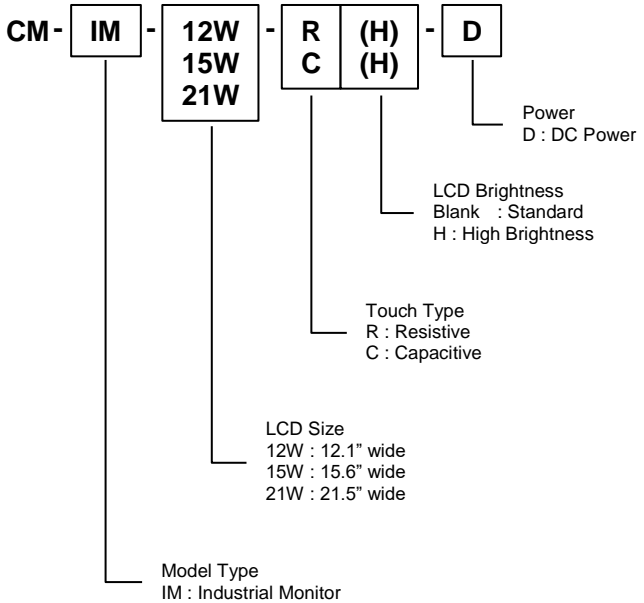 CM- IM - 12W - R (H) - D
15W C (H)
21W
Power
D : DC Power
LCD Brightness
Blank : Standard
H : High Brightness
Touch Type
R : Resistive
C : Capacitive
LCD Size
12W : 12.1” wide
15W : 15.6” wide
21W : 21.5” wide
Model Type
IM : Industrial Monitor